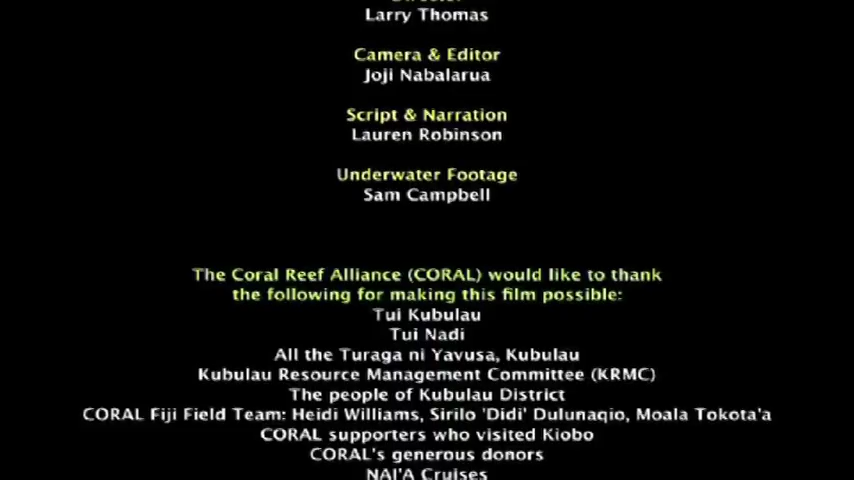 Director
Larry Thomas
Camera & Editor
Joji Nabalarua
Script & Narration
Lauren Robinson
Underwater Footage
Sam Campbell
The Coral Reef Alliance (CORAL) would like to thank
the following for making this film possible:
Tui Kubulau
Tui Nadi
All the Turaga ni Yavusa, Kubulau
Kubulau Resource Management Committee (KRMC)
The people of Kubulau District
CORAL Fiji Field Team: Heidi Williams, Sirilo 'Didi' Dulunaqio, Moala Tokota'a
CORAL supporters who visited Kiobo
CORAL's generous donors
NAI'A Cruises